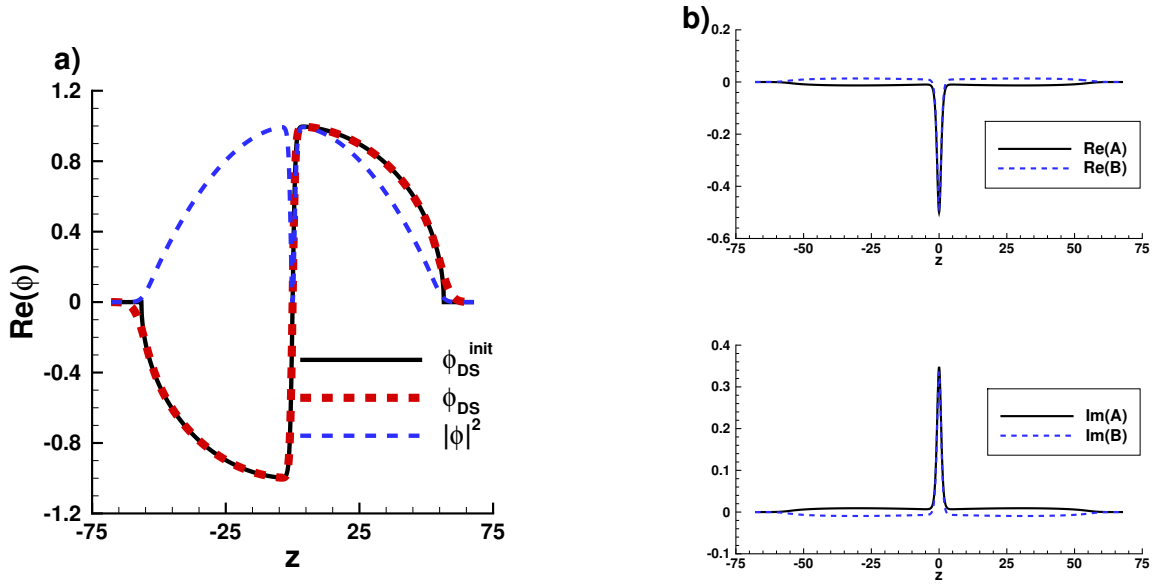 a)
Re(ϕ)
1.2
0.8
0.4
0
-0.4
-0.8
-1.2
-75
-25
25
75
z
ϕ_DS^init
ϕ_DS
|ϕ|^2
b)
0.2
0
-0.2
-0.4
-0.6
-75
-50
-25
0
25
50
75
z
Re(A)
Re(B)
0.4
0.3
0.2
0.1
0
-0.1
-75
-50
-25
0
25
50
75
z
Im(A)
Im(B)